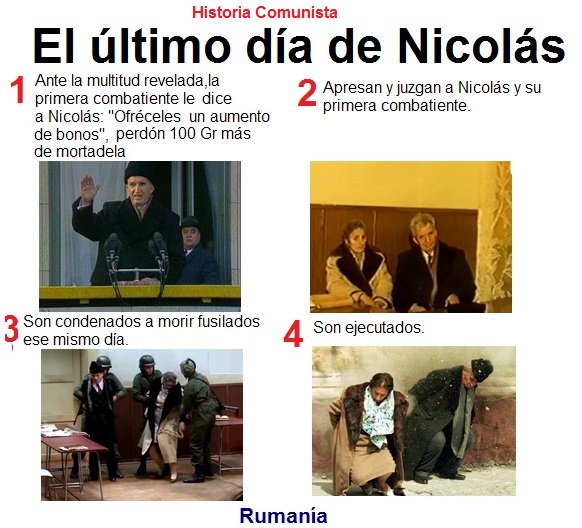 Historia Comunista
El último día de Nicolás
1 Ante la multitud revelada,la
primera combatiente le dice
a Nicolás: "Ofréceles un aumento
de bonos", perdón 100 Gr más
de mortadela
2 Apresan y juzgan a Nicolás y su
primera combatiente.
3 Son condenados a morir fusilados
ese mismo día.
4 Son ejecutados.
Rumanía